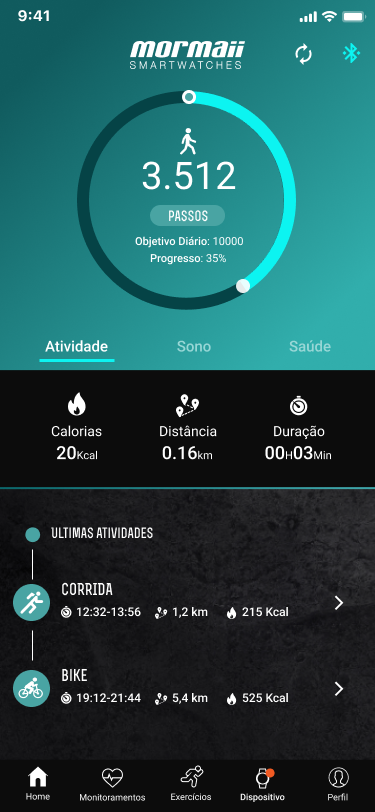 9:41
mormaii
SMARTWATCHES
3.512
PASSOS
Objetivo Diário: 10000
Progresso: 35%
Atividade Sono Saúde
Calorias Distância Duração
20Kcal 0.16km 00H03Min
ULTIMAS ATIVIDADES
CORRIDA
12:32-13:56 1,2 km 215 Kcal
BIKE
19:12-21:44 5,4 km 525 Kcal
Home Monitoramentos Exercícios Dispositivo Perfil